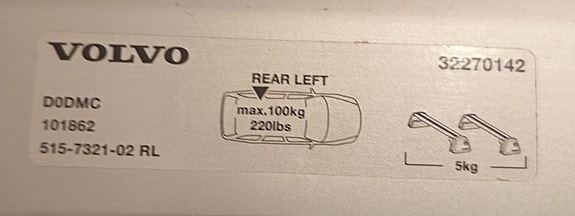 VOLVO
32270142
REAR LEFT
D0DMC
101862
515-7321-02 RL
max.100kg
220lbs
5kg